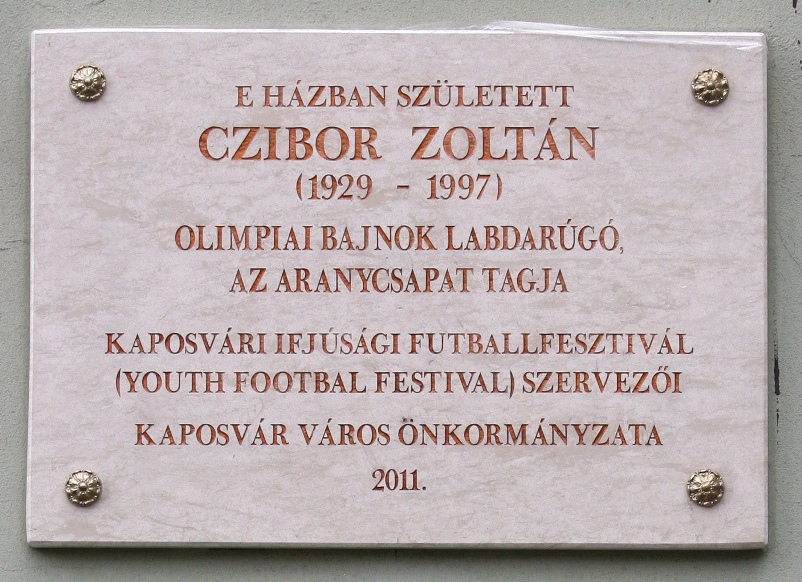 E HÁZBAN SZÜLETETT
CZIBOR ZOLTÁN
(1929 - 1997)
OLIMPIAI BAJNOK LABDARÚGÓ,
AZ ARANYCSAPAT TAGJA
KAPOSVÁRI IFJÚSÁGI FUTBALLFESZTIVÁL
(YOUTH FOOTBAL FESTIVAL) SZERVEZŐI
KAPOSVÁR VÁROS ÖNKORMÁNYZATA
2011.